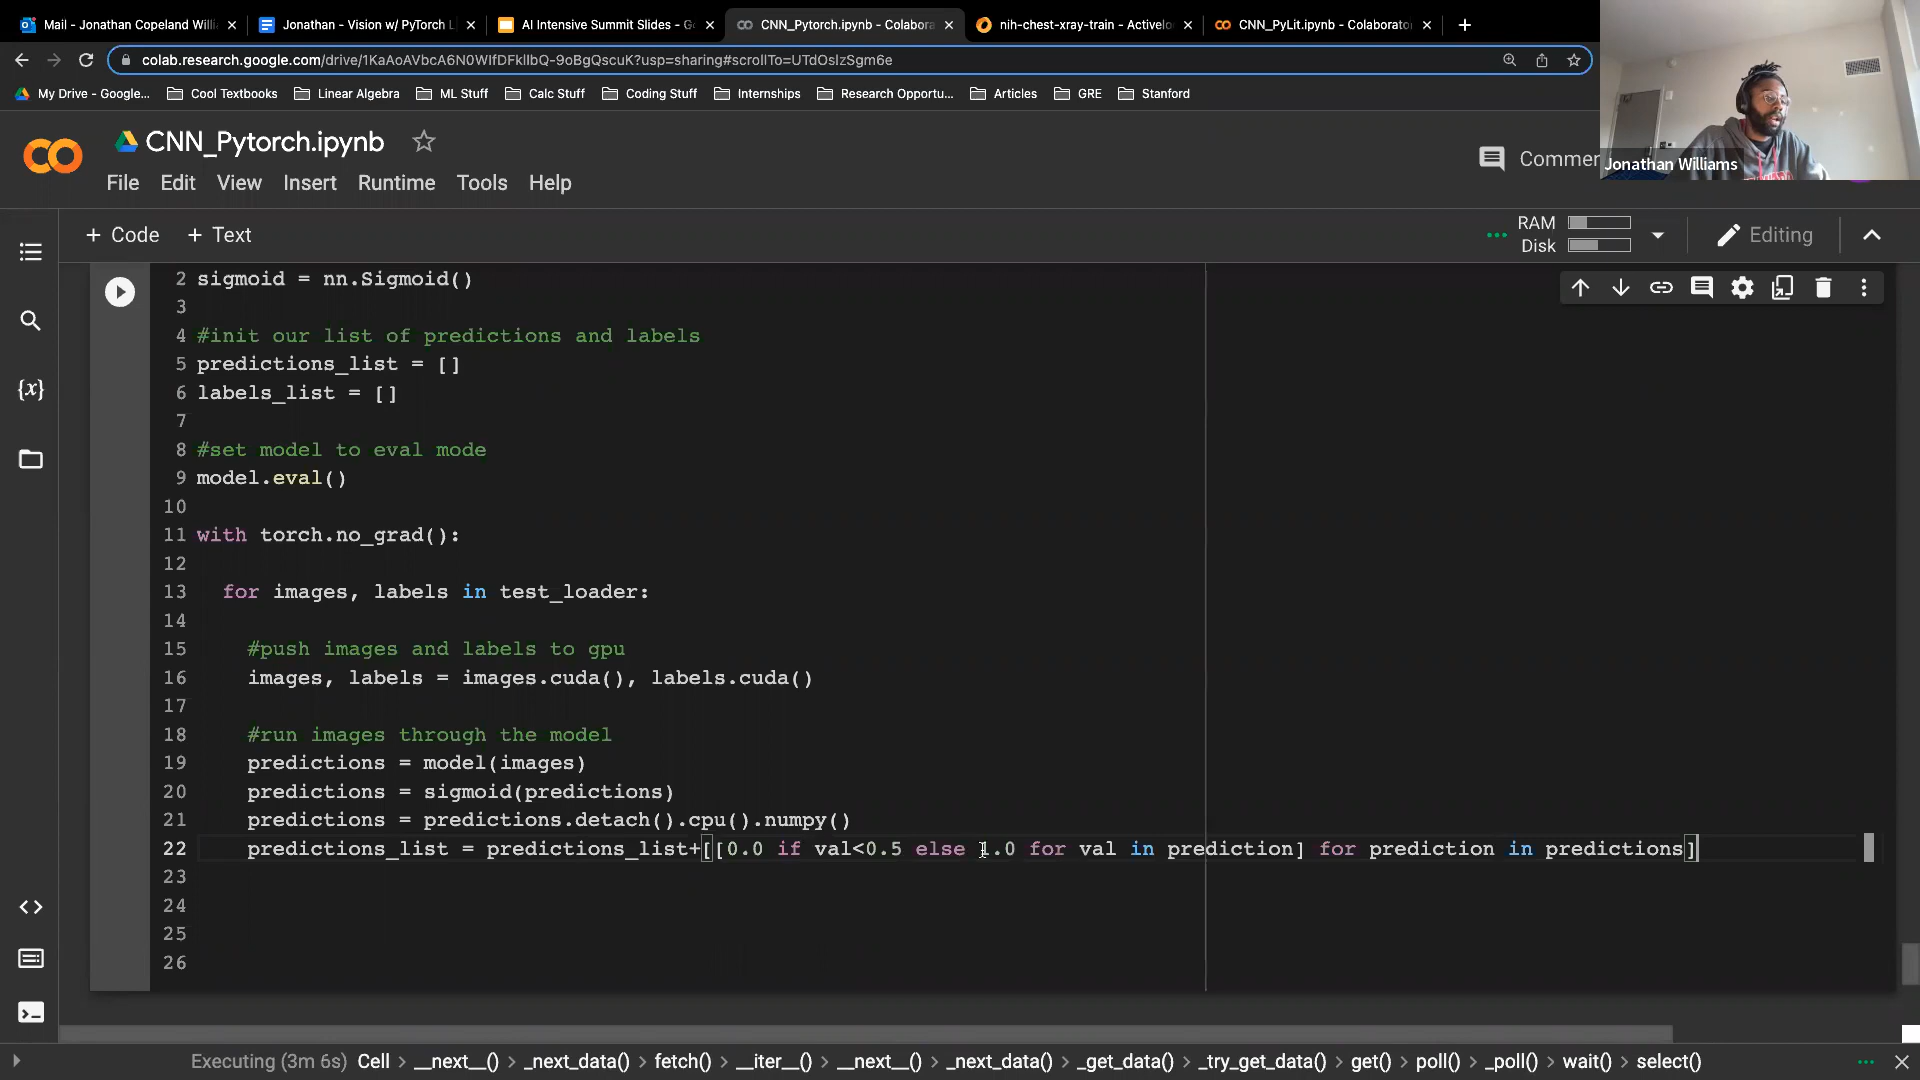 Mail - Jonathan Copeland Willi
Jonathan - Vision w/ PyTorch L
AI Intensive Summit Slides - Go
CNN_Pytorch.ipynb - Colabora
nih-chest-xray-train - Activeloo
CNN_PyLit.ipynb - Colaborato
colab.research.google.com/drive/1KaAoAVbcA6N0WIfDFklIbQ-9oBgQscuK?usp=sharing#scrollTo=UTdOsIzSgm6e
My Drive - Google...
Cool Textbooks
Linear Algebra
ML Stuff
Calc Stuff
Coding Stuff
Internships
Research Opportu...
Articles
GRE
Stanford
CNN_Pytorch.ipynb
Commer
Jonathan Williams
File Edit View Insert Runtime Tools Help
+ Code + Text
RAM
Disk
Editing
2 sigmoid = nn.Sigmoid()
3
4 #init our list of predictions and labels
5 predictions_list = []
6 labels_list = []
7
8 #set model to eval mode
9 model.eval()
10
11 with torch.no_grad():
12
13 for images, labels in test_loader:
14
15 #push images and labels to gpu
16 images, labels = images.cuda(), labels.cuda()
17
18 #run images through the model
19 predictions = model(images)
20 predictions = sigmoid(predictions)
21 predictions = predictions.detach().cpu().numpy()
22 predictions_list = predictions_list+[[0.0 if val<0.5 else 1.0 for val in prediction] for prediction in predictions]
23
24
25
26
Executing (3m 6s) Cell > __next__() > _next_data() > fetch() > __iter__() > __next__() > _next_data() > _get_data() > _try_get_data() > get() > poll() > _poll() > wait() > select()